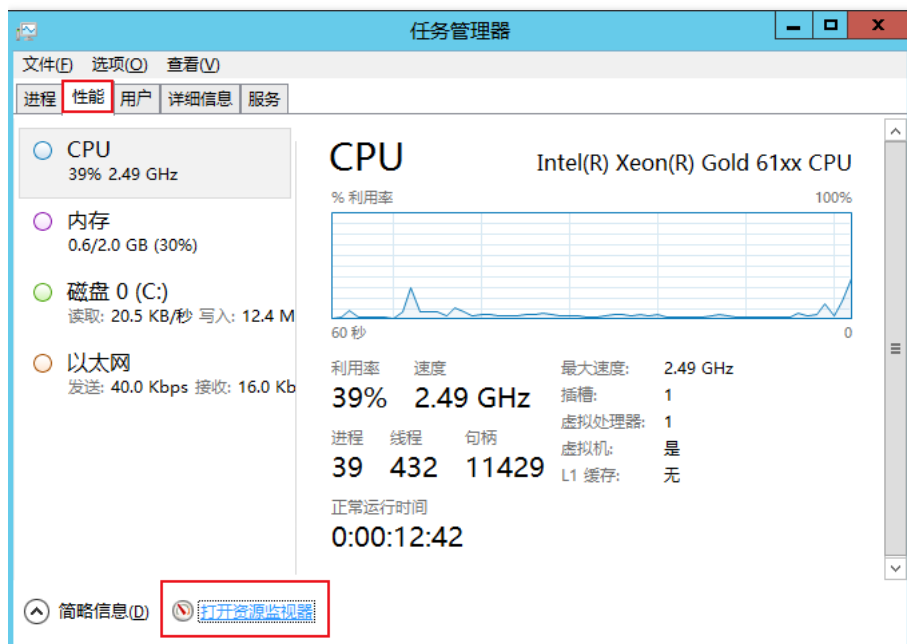 任务管理器
文件(F) 选项(O) 查看(V)
进程 性能 用户 详细信息 服务
CPU
39% 2.49 GHz
内存
0.6/2.0 GB (30%)
磁盘 0 (C:)
读取: 20.5 KB/秒 写入: 12.4 M
以太网
发送: 40.0 Kbps 接收: 16.0 Kb
CPU Intel(R) Xeon(R) Gold 61xx CPU
% 利用率 100%
60 秒 0
利用率 速度
39% 2.49 GHz
进程 线程 句柄
39 432 11429
正常运行时间
0:00:12:42
最大速度: 2.49 GHz
插槽: 1
虚拟处理器: 1
虚拟机: 是
L1 缓存: 无
简略信息(D) 打开资源监视器